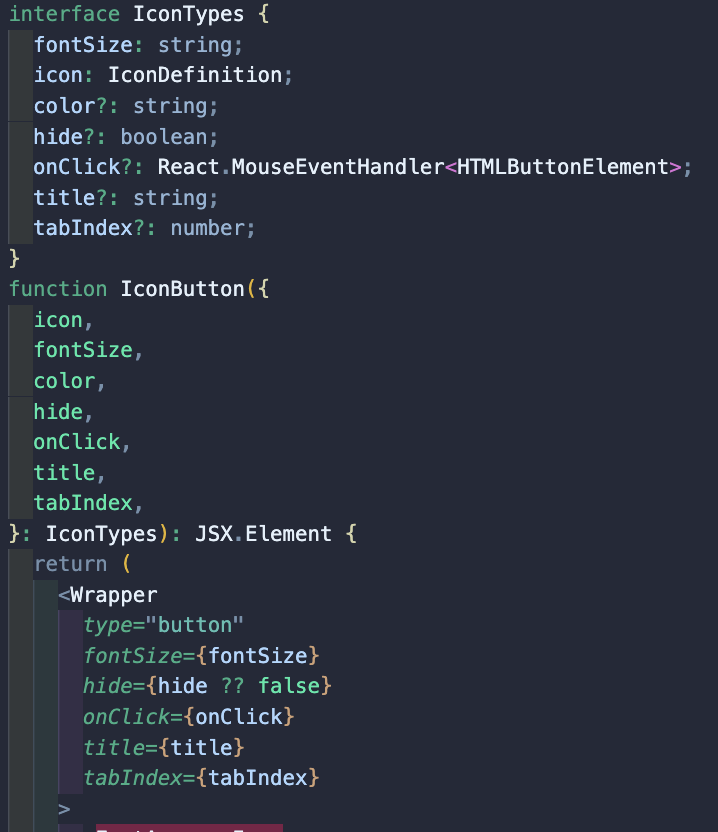 interface IconTypes {
fontSize: string;
icon: IconDefinition;
color?: string;
hide?: boolean;
onClick?: React.MouseEventHandler<HTMLButtonElement>;
title?: string;
tabIndex?: number;
}
function IconButton({
icon,
fontSize,
color,
hide,
onClick,
title,
tabIndex,
}: IconTypes): JSX.Element {
return (
<Wrapper
type="button"
fontSize={fontSize}
hide={hide ?? false}
onClick={onClick}
title={title}
tabIndex={tabIndex}
>